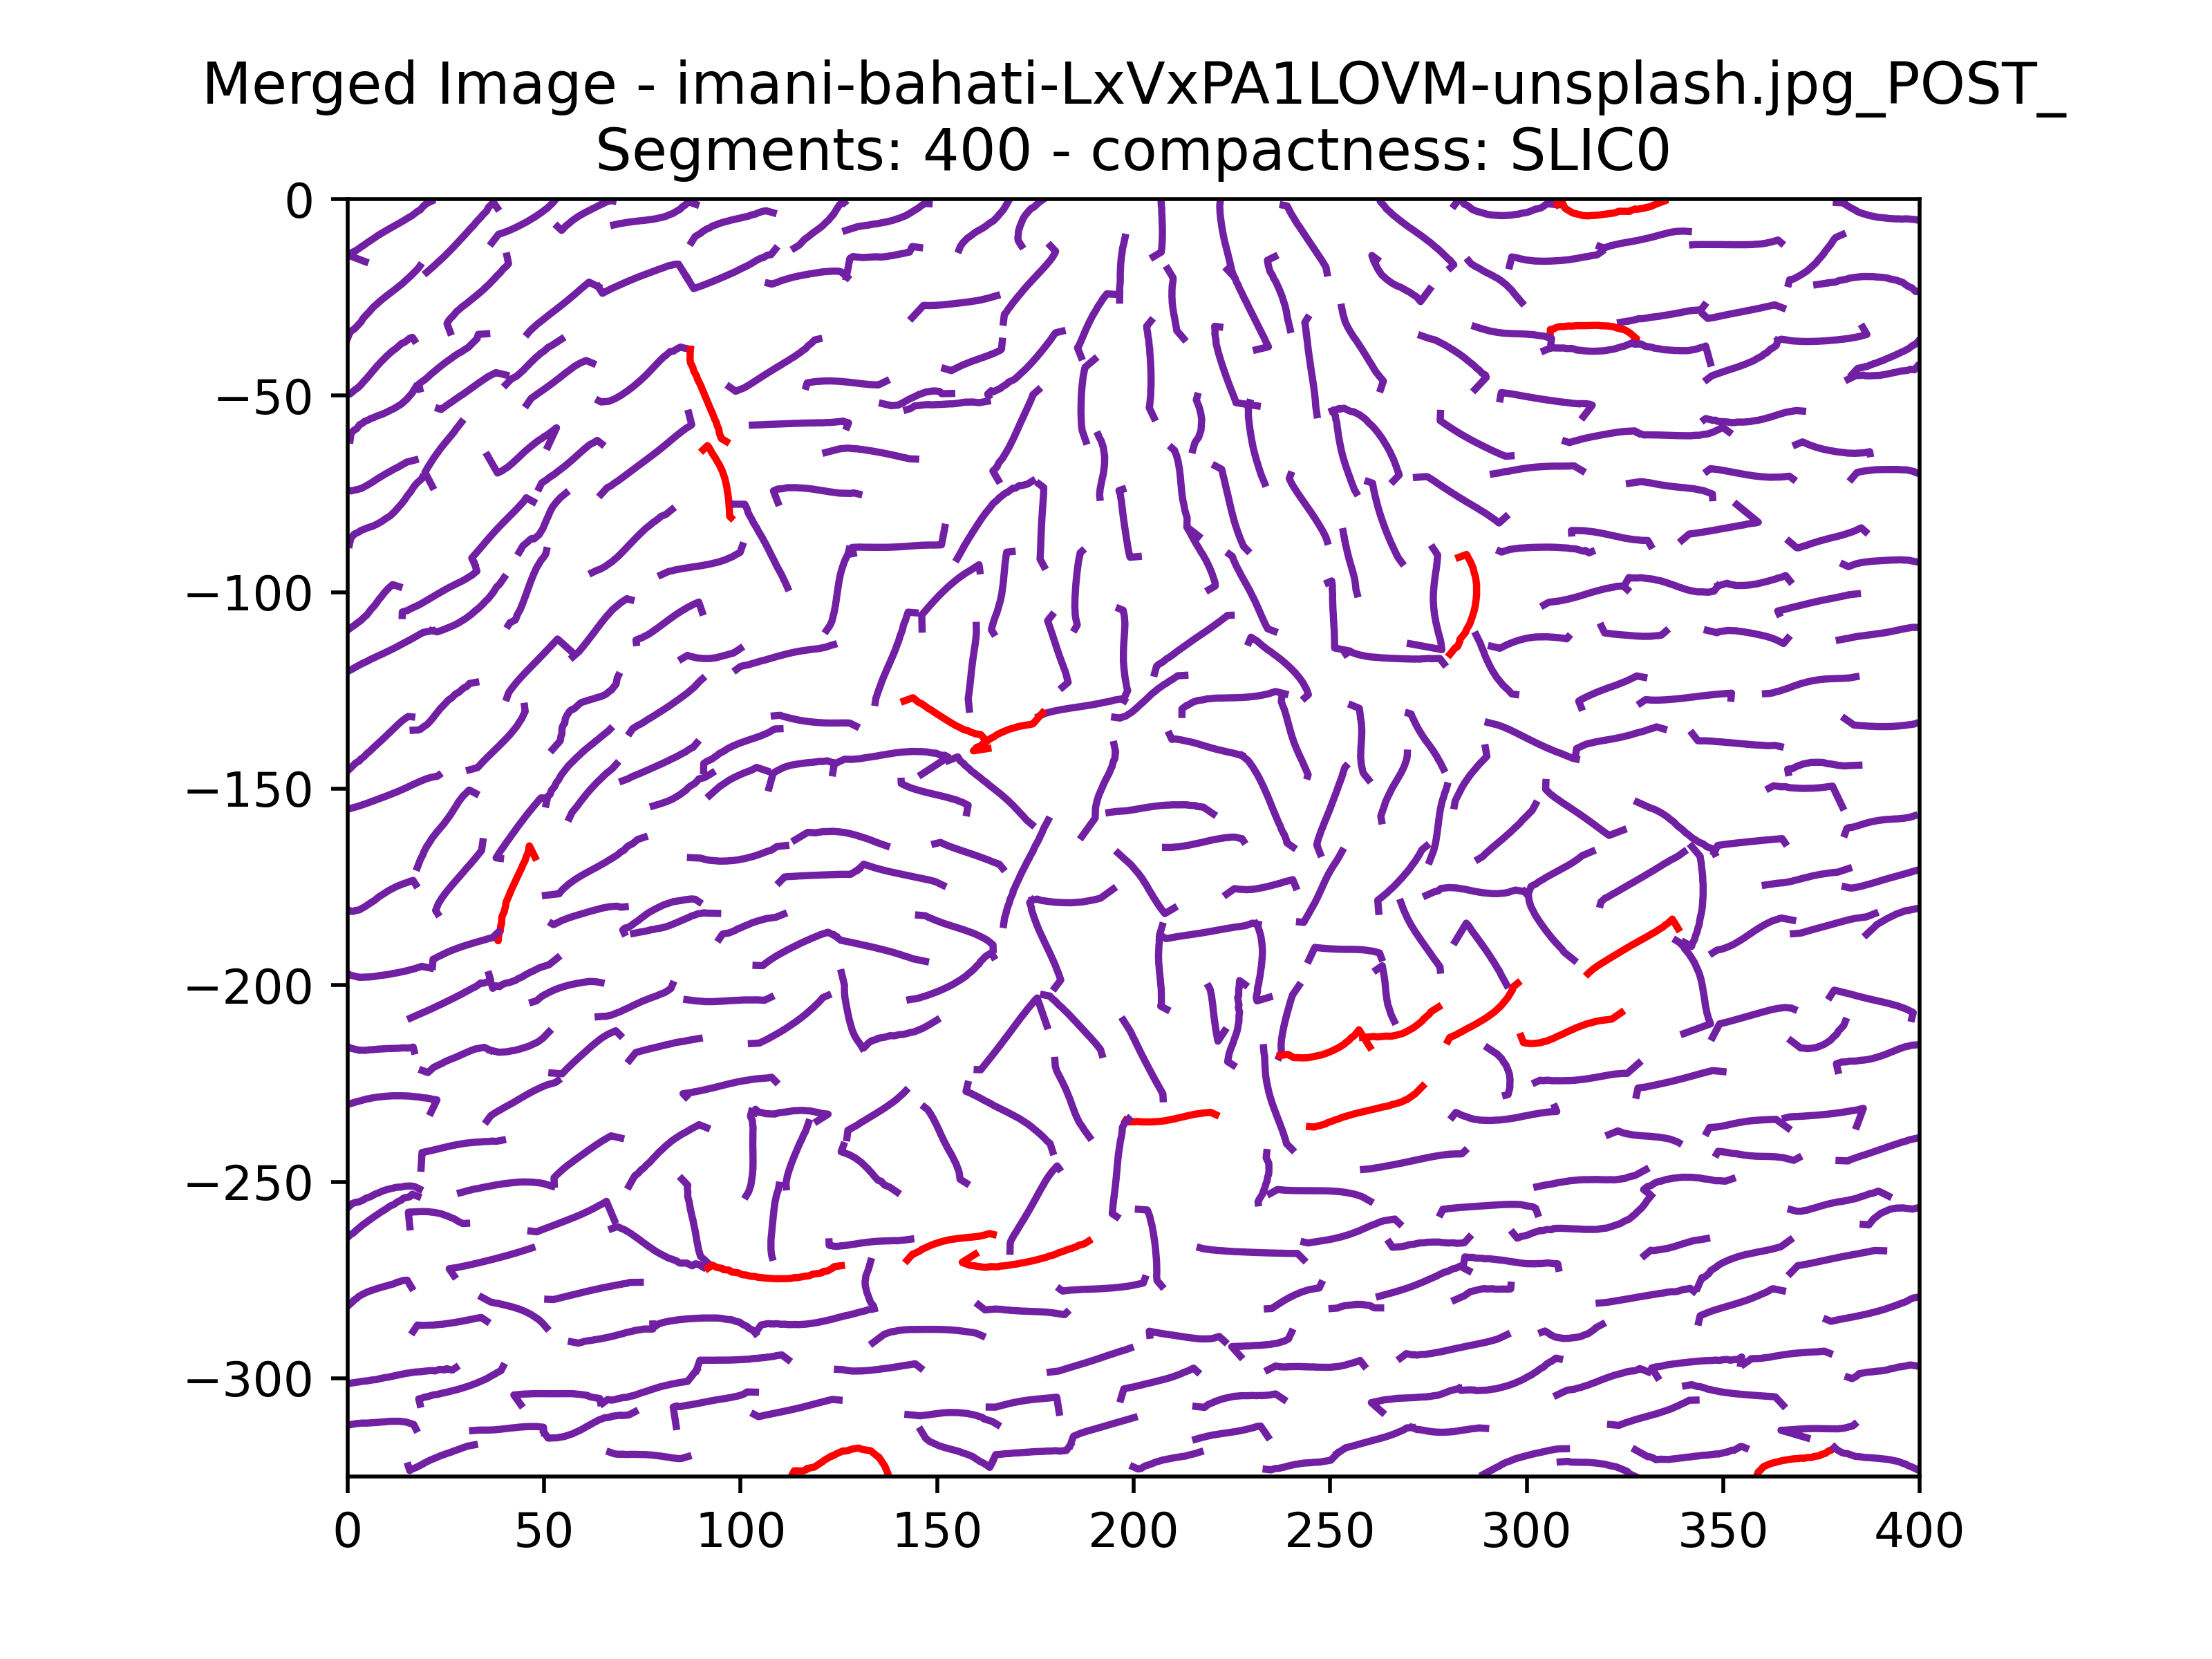 Merged Image - imani-bahati-LxVxPA1LOVM-unsplash.jpg_POST_
Segments: 400 - compactness: SLIC0
0
−50
−100
−150
−200
−250
−300
0 50 100 150 200 250 300 350 400